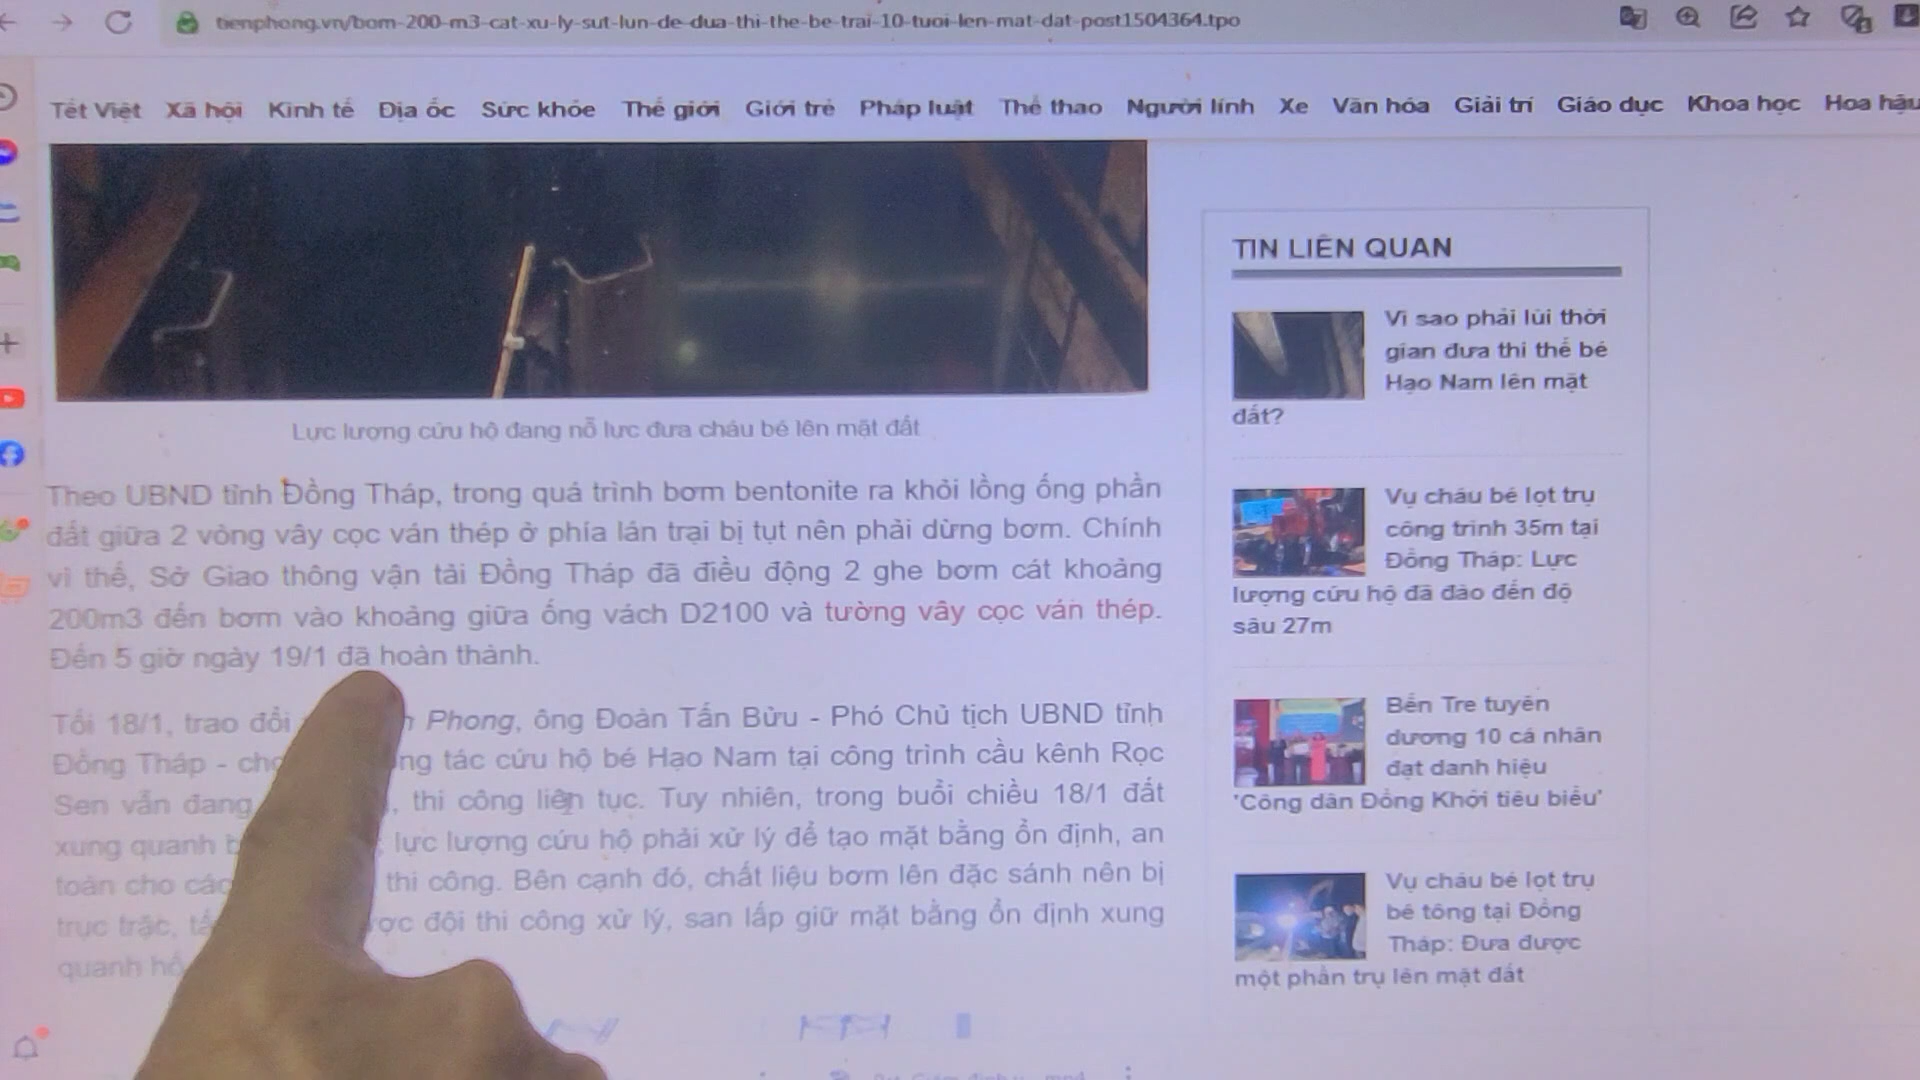 tienphong.vn/bom-200-m3-cat-xu-ly-sut-lun-de-dua-thi-the-be-trai-10-tuoi-len-mat-dat-post1504364.tpo
Tết Việt Xã hội Kinh tế Địa ốc Sức khỏe Thế giới Giới trẻ Pháp luật Thể thao Người lính Xe Văn hóa Giải trí Giáo dục Khoa học Hoa hậu
Lực lượng cứu hộ đang nỗ lực đưa cháu bé lên mặt đất
Theo UBND tỉnh Đồng Tháp, trong quá trình bơm bentonite ra khỏi lồng ống phần
đất giữa 2 vòng vây cọc ván thép ở phía lán trại bị tụt nên phải dừng bơm. Chính
vì thế, Sở Giao thông vận tải Đồng Tháp đã điều động 2 ghe bơm cát khoảng
200m3 đến bơm vào khoảng giữa ống vách D2100 và tường vây cọc ván thép.
Đến 5 giờ ngày 19/1 đã hoàn thành.
Tối 18/1, trao đổi Phong, ông Đoàn Tấn Bửu - Phó Chủ tịch UBND tỉnh
Đồng Tháp - tác cứu hộ bé Hạo Nam tại công trình cầu kênh Rọc
Sen vẫn đang thi công liên tục. Tuy nhiên, trong buổi chiều 18/1 đất
xung quanh lực lượng cứu hộ phải xử lý để tạo mặt bằng ổn định, an
toàn cho các thi công. Bên cạnh đó, chất liệu bơm lên đặc sánh nên bị
trục trặc, đội thi công xử lý, san lấp giữ mặt bằng ổn định xung
quanh hố
TIN LIÊN QUAN
Vì sao phải lùi thời
gian đưa thi thể bé
Hạo Nam lên mặt
đất?
Vụ cháu bé lọt trụ
công trình 35m tại
Đồng Tháp: Lực
lượng cứu hộ đã đào đến độ
sâu 27m
Bến Tre tuyên
dương 10 cá nhân
đạt danh hiệu
'Công dân Đồng Khởi tiêu biểu'
Vụ cháu bé lọt trụ
bê tông tại Đồng
Tháp: Đưa được
một phần trụ lên mặt đất